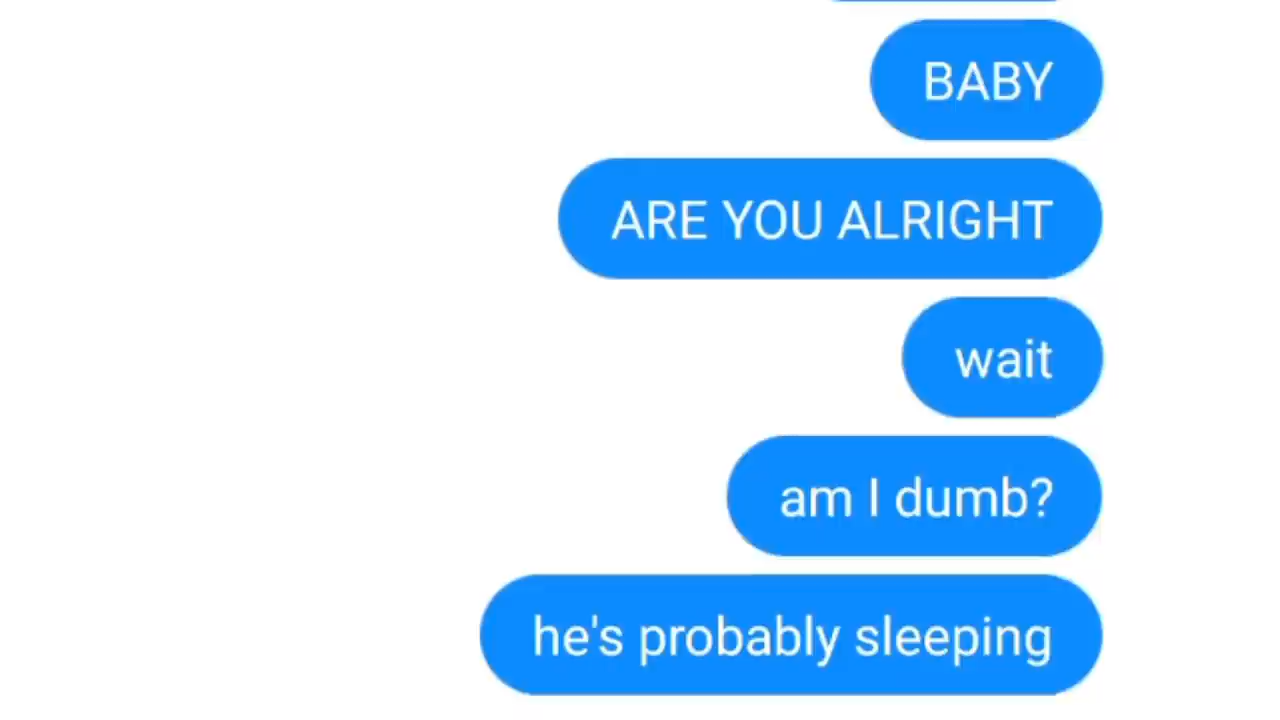 BABY
ARE YOU ALRIGHT
wait
am I dumb?
he's probably sleeping